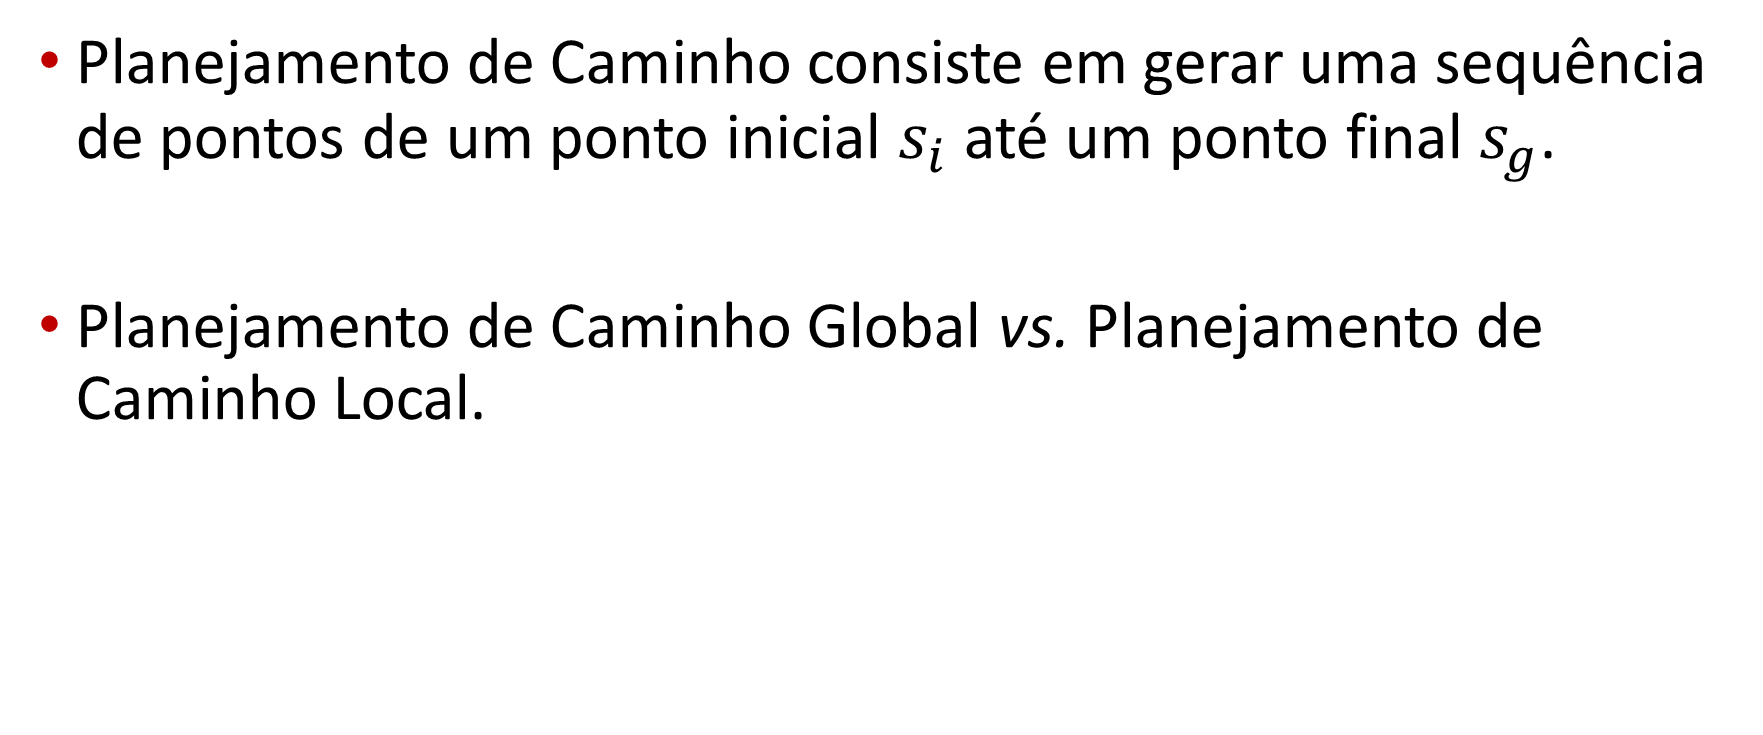 • Planejamento de Caminho consiste em gerar uma sequência
de pontos de um ponto inicial s_i até um ponto final s_g.
• Planejamento de Caminho Global vs. Planejamento de
Caminho Local.